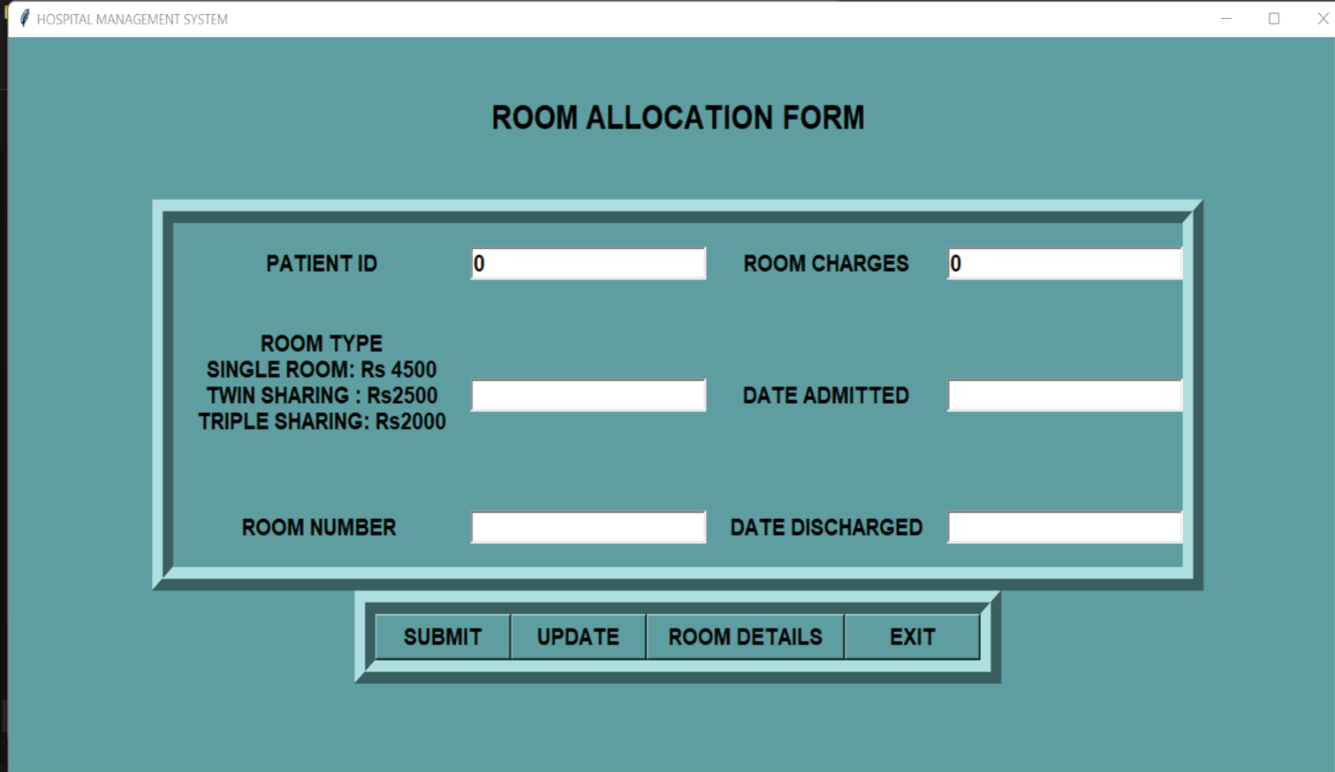 HOSPITAL MANAGEMENT SYSTEM
ROOM ALLOCATION FORM
PATIENT ID 0 ROOM CHARGES 0
ROOM TYPE
SINGLE ROOM: Rs 4500
TWIN SHARING : Rs2500
TRIPLE SHARING: Rs2000
DATE ADMITTED
ROOM NUMBER DATE DISCHARGED
SUBMIT UPDATE ROOM DETAILS EXIT